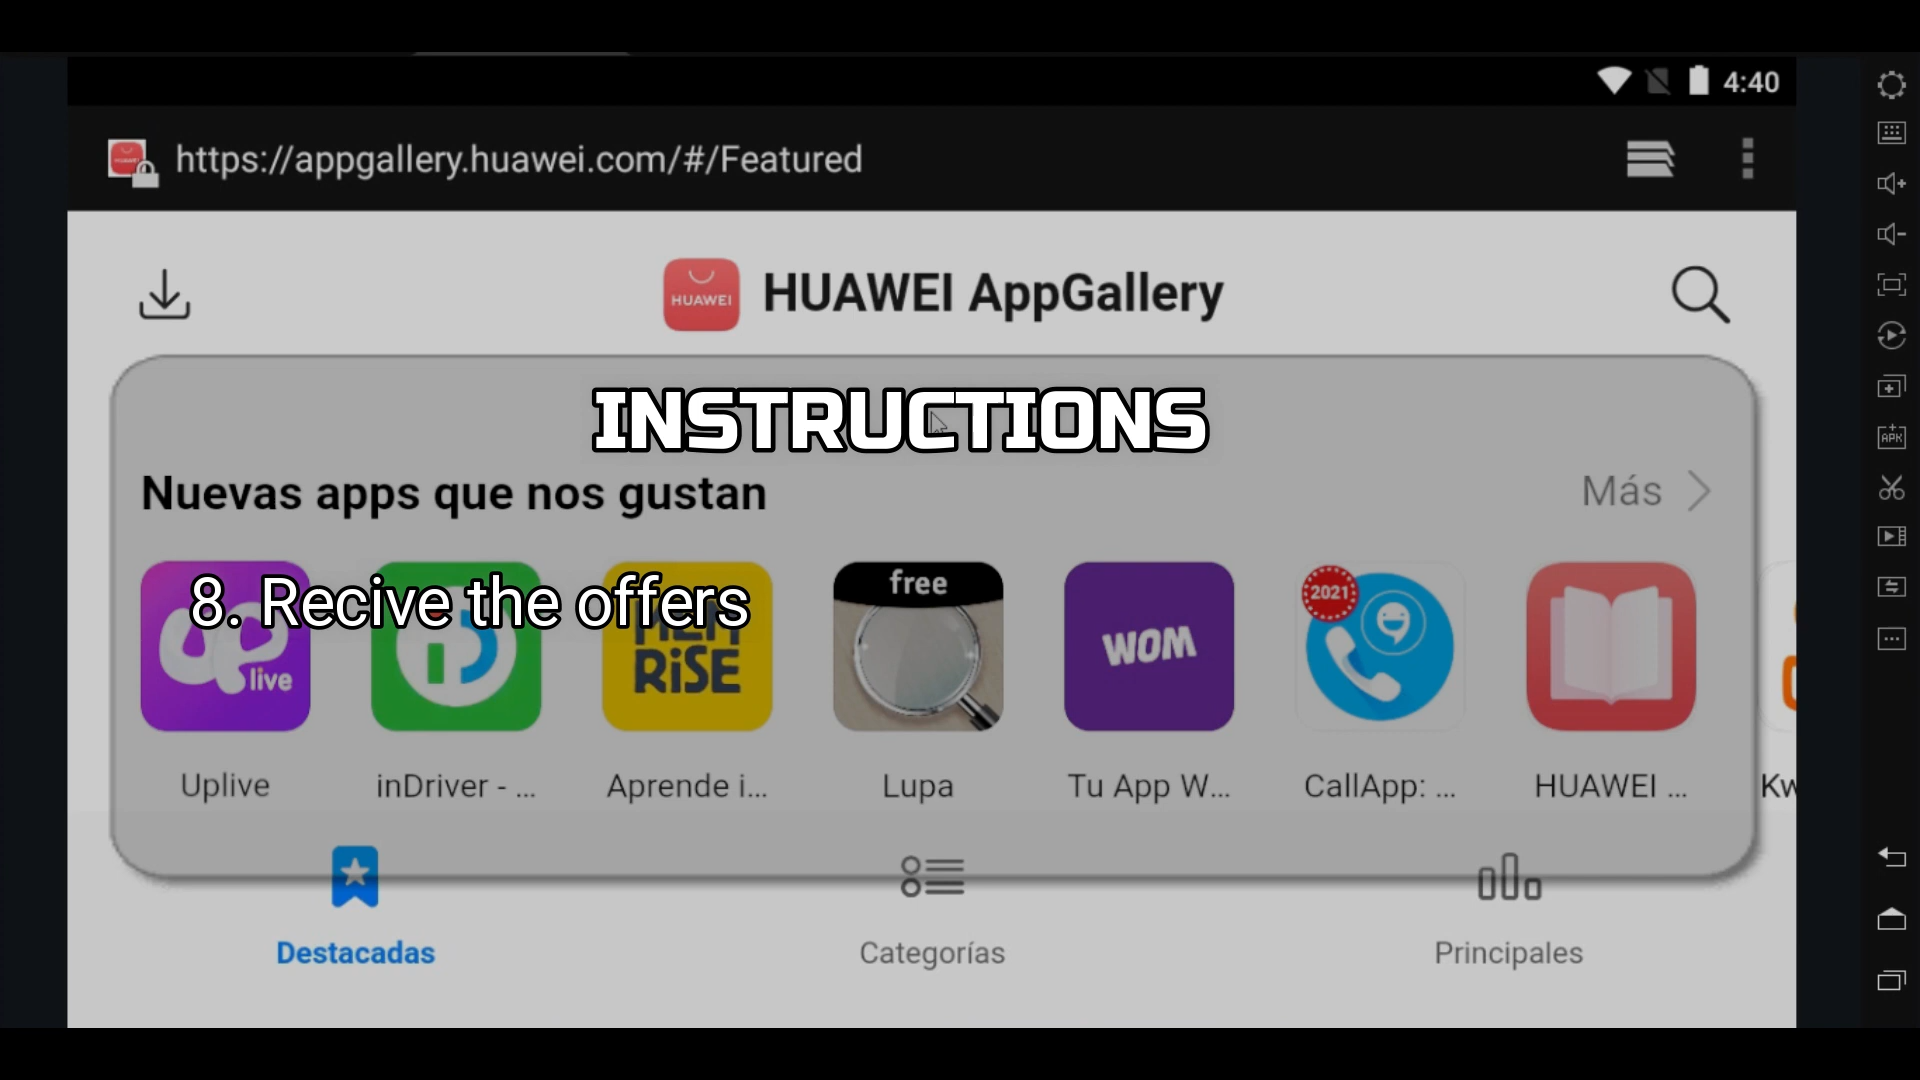 4:40
https://appgallery.huawei.com/#/Featured
HUAWEI
HUAWEI AppGallery
INSTRUCTIONS
Nuevas apps que nos gustan
Más
8. Recive the offers
live
RiSE
free
WOM
2021
Uplive
inDriver - ...
Aprende i...
Lupa
Tu App W...
CallApp: ...
HUAWEI ...
Kw
Destacadas
Categorías
Principales
APK